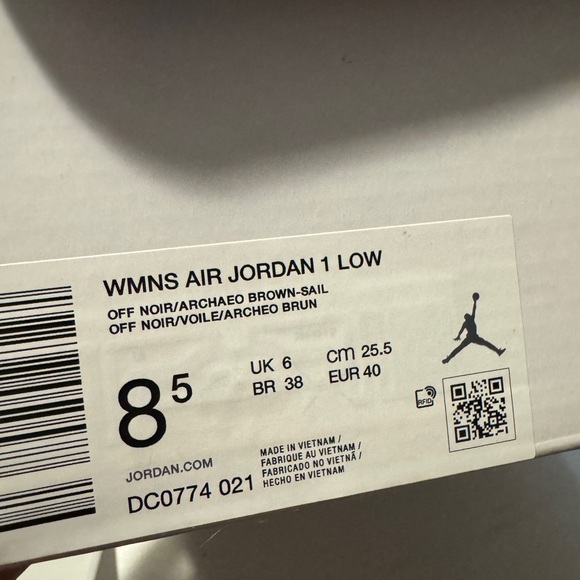 WMNS AIR JORDAN 1 LOW
OFF NOIR/ARCHAEO BROWN-SAIL
OFF NOIR/VOILE/ARCHEO BRUN
8 5
UK 6
cm 25.5
BR 38
EUR 40
RFID
JORDAN.COM
DC0774 021
MADE IN VIETNAM /
FABRIQUE AU VIETNAM /
FABRICADO NO VIETNÃ /
HECHO EN VIETNAM